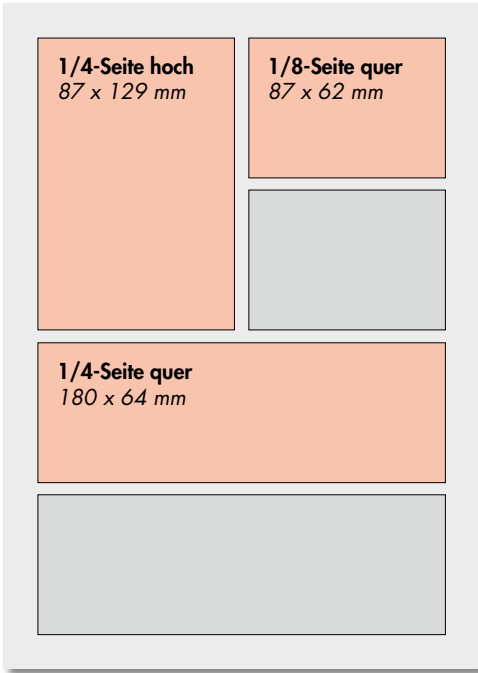 1/4-Seite hoch
87 x 129 mm
1/8-Seite quer
87 x 62 mm
1/4-Seite quer
180 x 64 mm